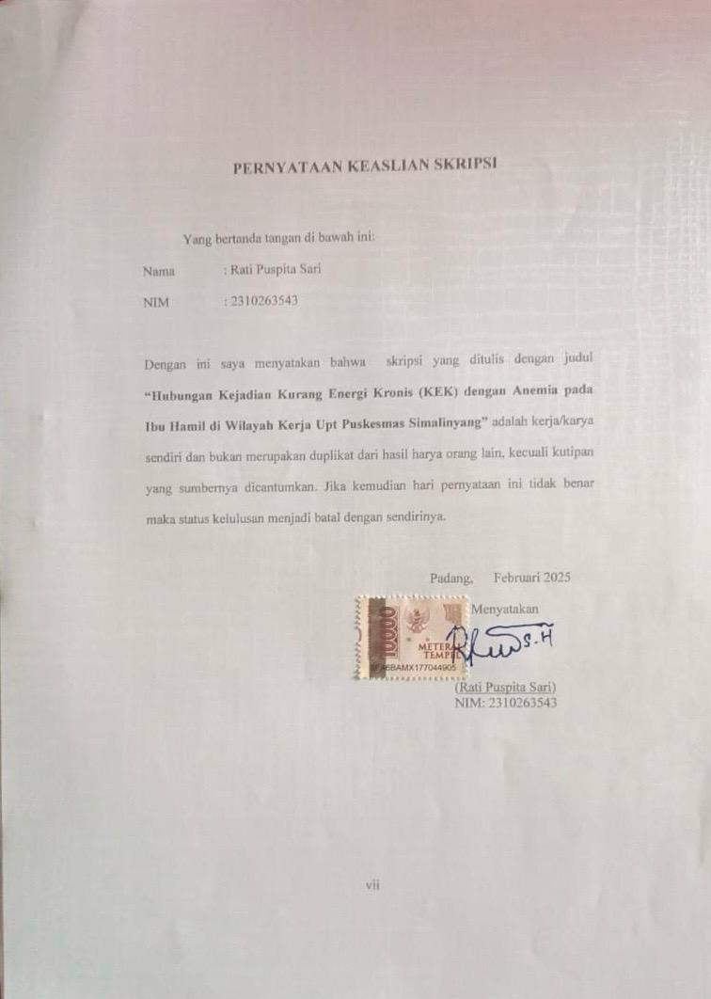 PERNYATAAN KEASLIAN SKRIPSI
Yang bertanda tangan di bawah ini:
Nama : Rati Puspita Sari
NIM : 2310263543
Dengan ini saya menyatakan bahwa skripsi yang ditulis dengan judul
“Hubungan Kejadian Kurang Energi Kronis (KEK) dengan Anemia pada
Ibu Hamil di Wilayah Kerja Upt Puskesmas Simalinyang” adalah kerja/karya
sendiri dan bukan merupakan duplikat dari hasil harya orang lain, kecuali kutipan
yang sumbernya dicantumkan. Jika kemudian hari pernyataan ini tidak benar
maka status kelulusan menjadi batal dengan sendirinya.
Padang, Februari 2025
Menyatakan
10000
METERAI
TEMPEL
S.H
(Rati Puspita Sari)
NIM: 2310263543
vii